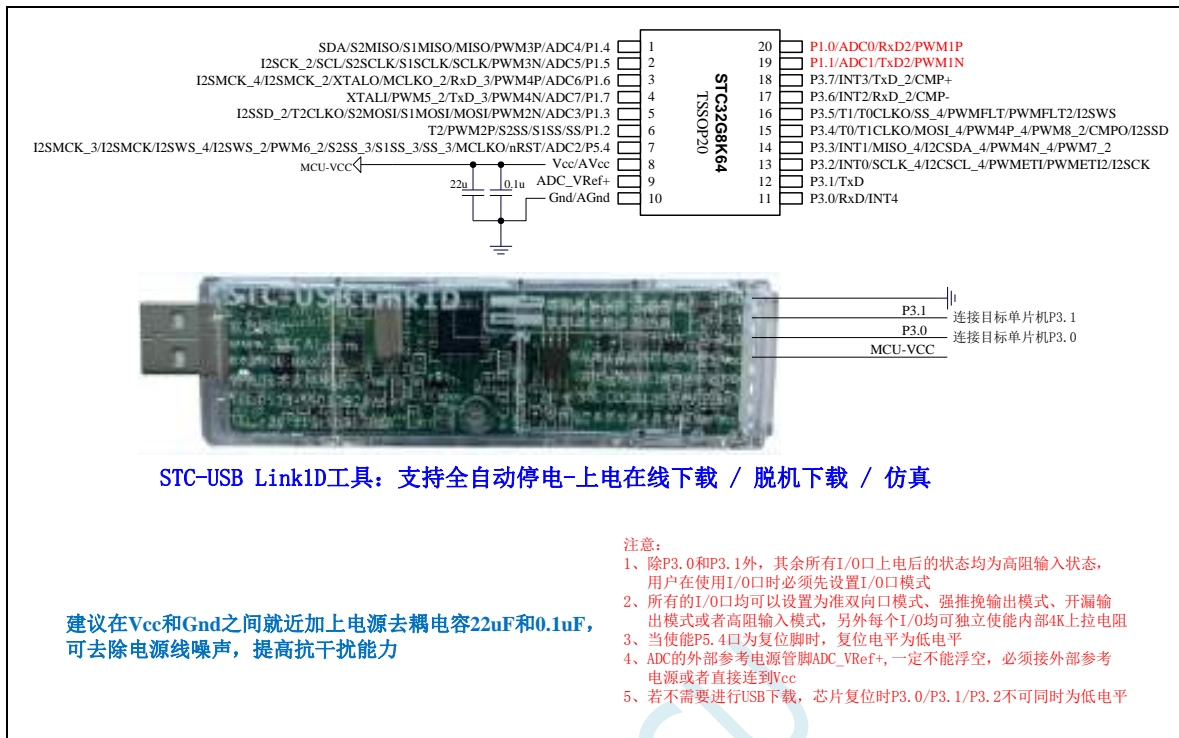 SDA/S2MISO/S1MISO/MISO/PWM3P/ADC4/P1.4 1
I2SCK_2/SCL/S2SCLK/S1SCLK/SCLK/PWM3N/ADC5/P1.5 2
I2SMCK_4/I2SMCK_2/XTALO/MCLKO_2/RxD_3/PWM4P/ADC6/P1.6 3
XTALI/PWM5_2/TxD_3/PWM4N/ADC7/P1.7 4
I2SSD_2/T2CLKO/S2MOSI/S1MOSI/MOSI/PWM2N/ADC3/P1.3 5
T2/PWM2P/S2SS/S1SS/SS/P1.2 6
I2SMCK_3/I2SMCK/I2SWS_4/I2SWS_2/PWM6_2/S2SS_3/S1SS_3/SS_3/MCLKO/nRST/ADC2/P5.4 7
MCU-VCC Vcc/AVcc 8
ADC_VRef+ 9
22u 0.1u
Gnd/AGnd 10
STC32G8K64
TSSOP20
20 P1.0/ADC0/RxD2/PWM1P
19 P1.1/ADC1/TxD2/PWM1N
18 P3.7/INT3/TxD_2/CMP+
17 P3.6/INT2/RxD_2/CMP-
16 P3.5/T1/T0CLKO/SS_4/PWMFLT/PWMFLT2/I2SWS
15 P3.4/T0/T1CLKO/MOSI_4/PWM4P_4/PWM8_2/CMPO/I2SSD
14 P3.3/INT1/MISO_4/I2CSDA_4/PWM4N_4/PWM7_2
13 P3.2/INT0/SCLK_4/I2CSCL_4/PWMETI/PWMETI2/I2SCK
12 P3.1/TxD
11 P3.0/RxD/INT4
STC-USB Link1D
P3.1 连接目标单片机P3.1
P3.0 连接目标单片机P3.0
MCU-VCC
STC-USB Link1D工具：支持全自动停电-上电在线下载 / 脱机下载 / 仿真
建议在Vcc和Gnd之间就近加上电源去耦电容22uF和0.1uF，
可去除电源线噪声，提高抗干扰能力
注意：
1、除P3.0和P3.1外，其余所有I/O口上电后的状态均为高阻输入状态，
用户在使用I/O口时必须先设置I/O口模式
2、所有的I/O口均可以设置为准双向口模式、强推挽输出模式、开漏输
出模式或者高阻输入模式，另外每个I/O均可独立使能内部4K上拉电阻
3、当使能P5.4口为复位脚时，复位电平为低电平
4、ADC的外部参考电源管脚ADC_VRef+,一定不能浮空，必须接外部参考
电源或者直接连到Vcc
5、若不需要进行USB下载，芯片复位时P3.0/P3.1/P3.2不可同时为低电平